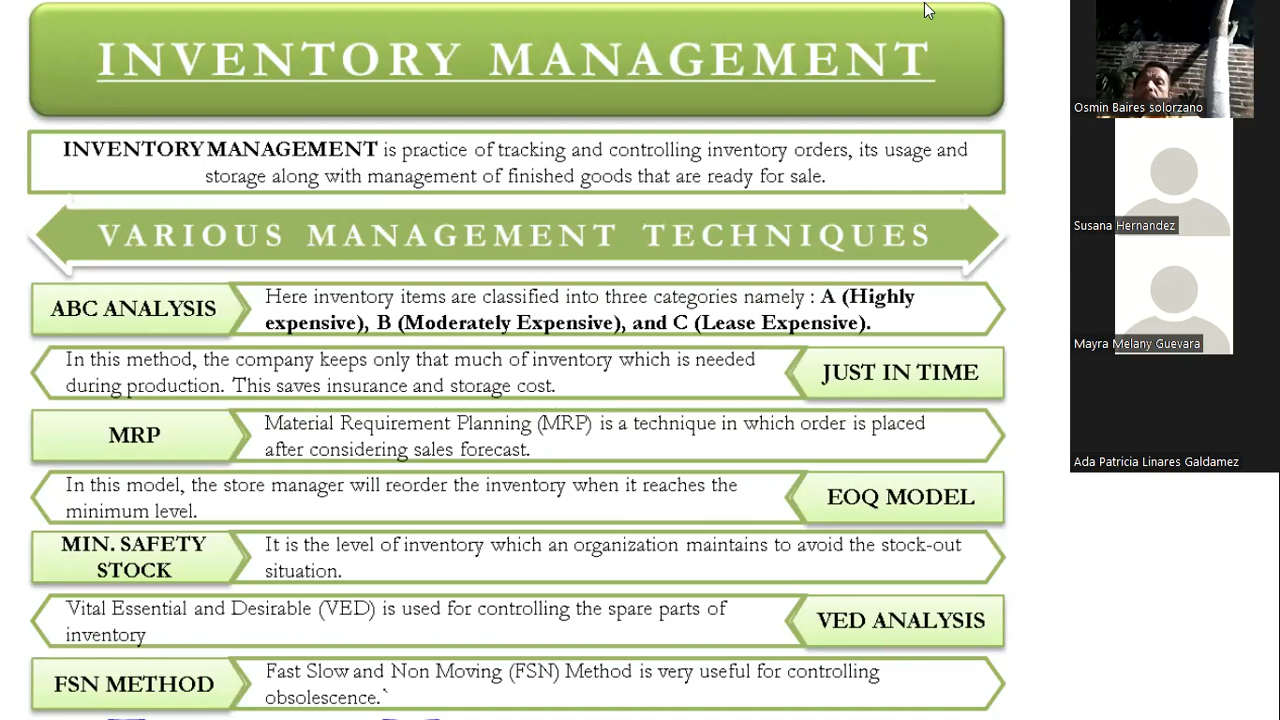 INVENTORY MANAGEMENT
INVENTORY MANAGEMENT is practice of tracking and controlling inventory orders, its usage and
storage along with management of finished goods that are ready for sale.
VARIOUS MANAGEMENT TECHNIQUES
ABC ANALYSIS
Here inventory items are classified into three categories namely : A (Highly
expensive), B (Moderately Expensive), and C (Lease Expensive).
In this method, the company keeps only that much of inventory which is needed
during production. This saves insurance and storage cost.
JUST IN TIME
MRP
Material Requirement Planning (MRP) is a technique in which order is placed
after considering sales forecast.
In this model, the store manager will reorder the inventory when it reaches the
minimum level.
EOQ MODEL
MIN. SAFETY
STOCK
It is the level of inventory which an organization maintains to avoid the stock-out
situation.
Vital Essential and Desirable (VED) is used for controlling the spare parts of
inventory
VED ANALYSIS
FSN METHOD
Fast Slow and Non Moving (FSN) Method is very useful for controlling
obsolescence.`
Osmin Baires solorzano
Susana Hernandez
Mayra Melany Guevara
Ada Patricia Linares Galdamez